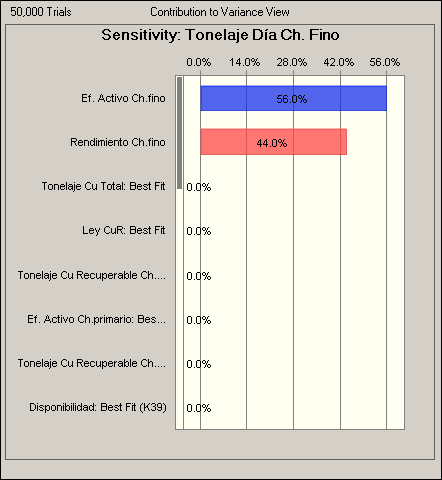 50,000 Trials Contribution to Variance View
Sensitivity: Tonelaje Día Ch. Fino
0.0% 14.0% 28.0% 42.0% 56.0%
Ef. Activo Ch.fino 56.0%
Rendimiento Ch.fino 44.0%
Tonelaje Cu Total: Best Fit 0.0%
Ley CuR: Best Fit 0.0%
Tonelaje Cu Recuperable Ch.... 0.0%
Ef. Activo Ch.primario: Bes... 0.0%
Tonelaje Cu Recuperable Ch.... 0.0%
Disponibilidad: Best Fit (K39) 0.0%